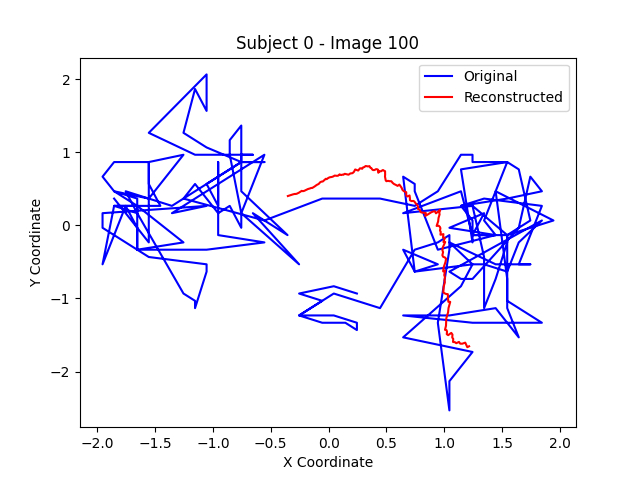 Subject 0 - Image 100
Original
Reconstructed
2
1
0
−1
−2
Y Coordinate
−2.0 −1.5 −1.0 −0.5 0.0 0.5 1.0 1.5 2.0
X Coordinate